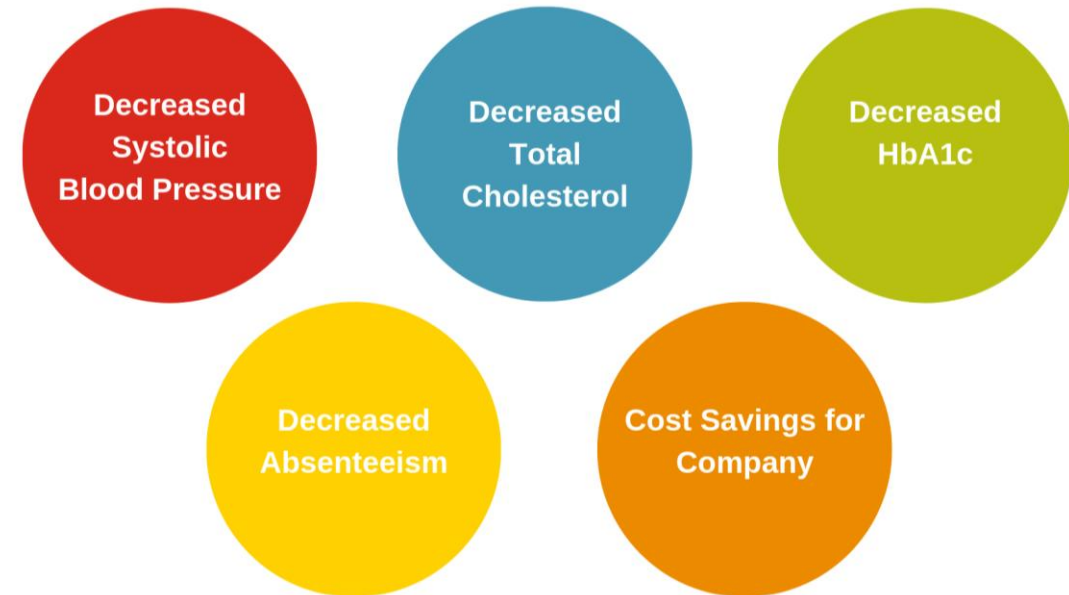 Decreased
Systolic
Blood Pressure
Decreased
Total
Cholesterol
Decreased
HbA1c
Decreased
Absenteeism
Cost Savings for
Company